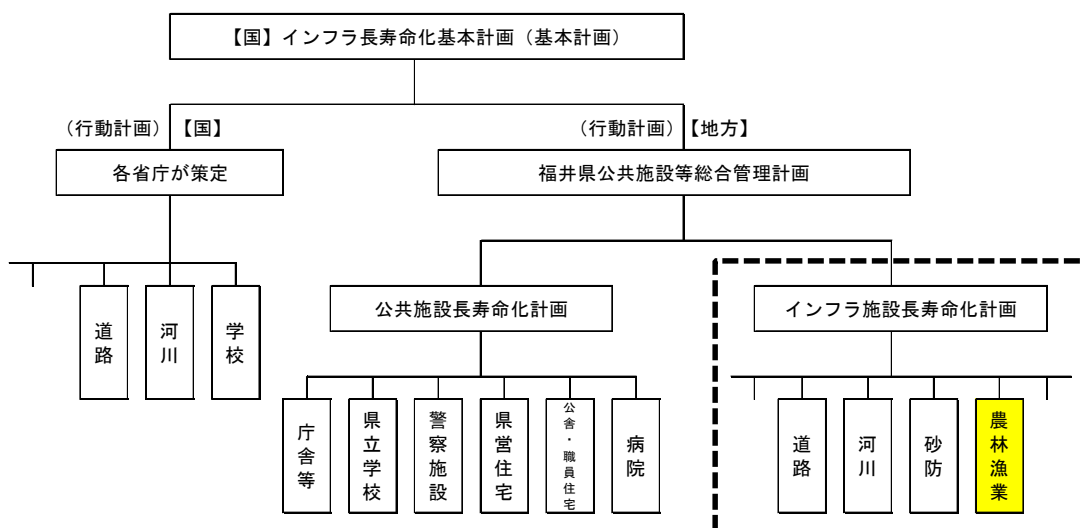 【国】インフラ長寿命化基本計画(基本計画)
(行動計画)【国】
(行動計画)【地方】
各省庁が策定
福井県公共施設等総合管理計画
道路
河川
学校
公共施設長寿命化計画
インフラ施設長寿命化計画
庁舎等
県立学校
警察施設
県営住宅
公舎・職員住宅
病院
道路
河川
砂防
農林漁業